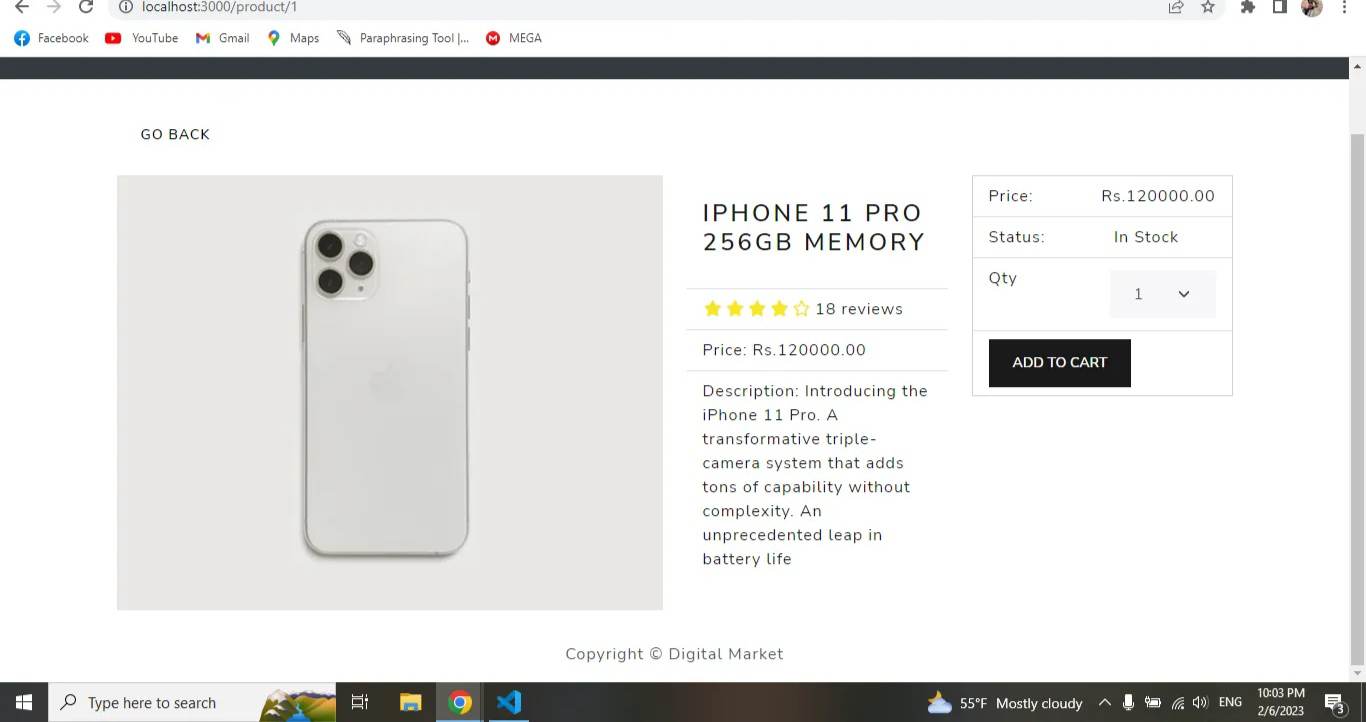 localhost:3000/product/1
Facebook YouTube Gmail Maps Paraphrasing Tool |... MEGA
GO BACK
IPHONE 11 PRO
256GB MEMORY
18 reviews
Price: Rs.120000.00
Description: Introducing the
iPhone 11 Pro. A
transformative triple-
camera system that adds
tons of capability without
complexity. An
unprecedented leap in
battery life
Price: Rs.120000.00
Status: In Stock
Qty 1
ADD TO CART
Copyright © Digital Market
Type here to search
55°F Mostly cloudy
ENG
10:03 PM
2/6/2023
3